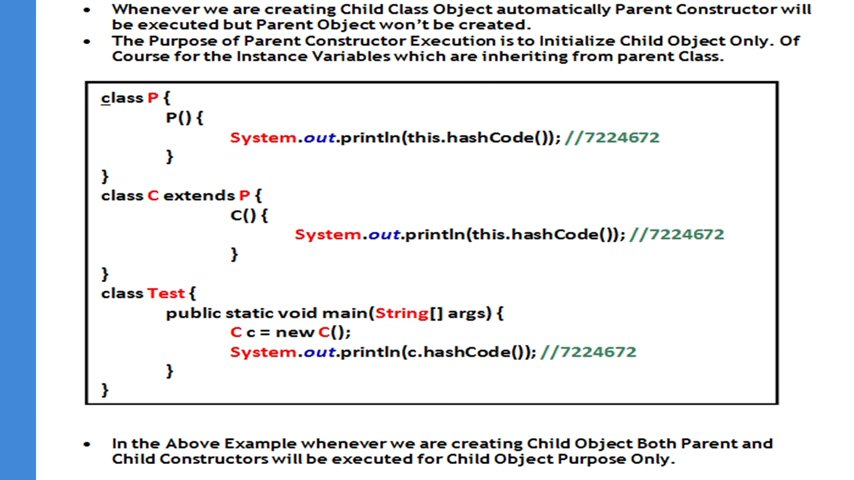 • Whenever we are creating Child Class Object automatically Parent Constructor will
be executed but Parent Object won't be created.
• The Purpose of Parent Constructor Execution is to Initialize Child Object Only. Of
Course for the Instance Variables which are inheriting from parent Class.
class P {
P() {
System.out.println(this.hashCode()); //7224672
}
}
class C extends P {
C() {
System.out.println(this.hashCode()); //7224672
}
}
class Test {
public static void main(String[] args) {
C c = new C();
System.out.println(c.hashCode()); //7224672
}
}
• In the Above Example whenever we are creating Child Object Both Parent and
Child Constructors will be executed for Child Object Purpose Only.